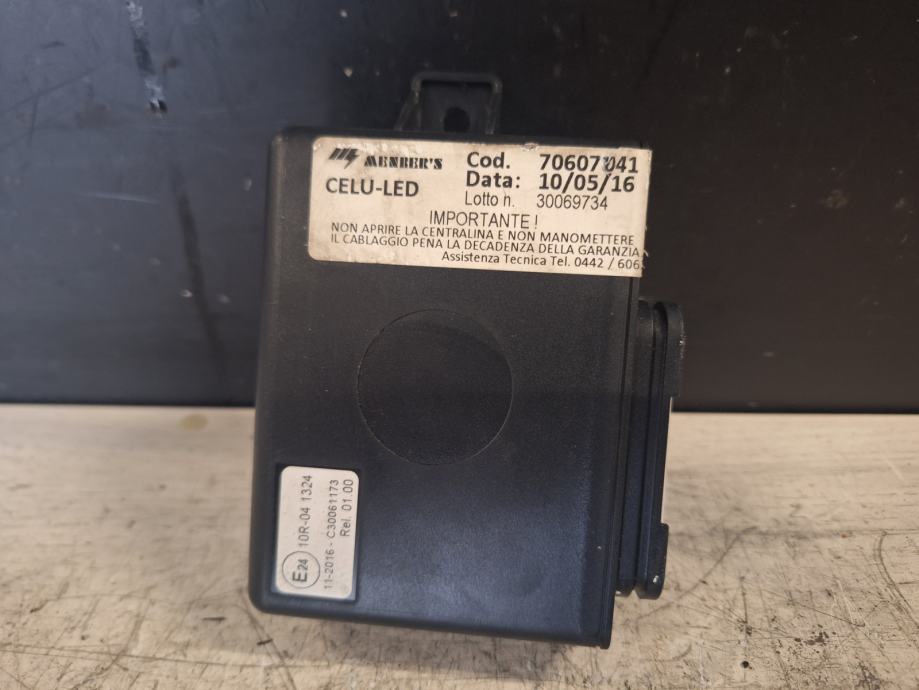 MENBER'S
CELU-LED
Cod. 70607041
Data: 10/05/16
Lotto n. 30069734
IMPORTANTE!
NON APRIRE LA CENTRALINA E NON MANOMETTERE
IL CABLAGGIO PENA LA DECADENZA DELLA GARANZIA
Assistenza Tecnica Tel. 0442 / 606
E24 10R-04 1324
11-2016 - C30061173
Rel. 01.00